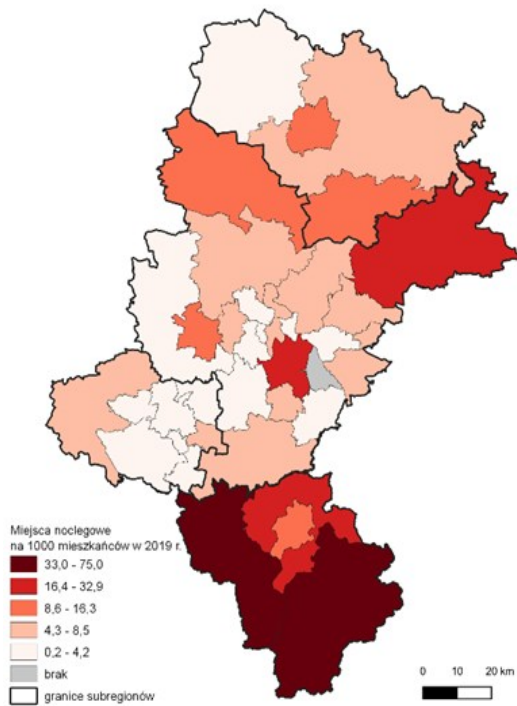 Miejsca noclegowe
na 1000 mieszkańców w 2019 r.
33,0 - 75,0
16,4 - 32,9
8,6 - 16,3
4,3 - 8,5
0,2 - 4,2
brak
granice subregionów
0 10 20 km